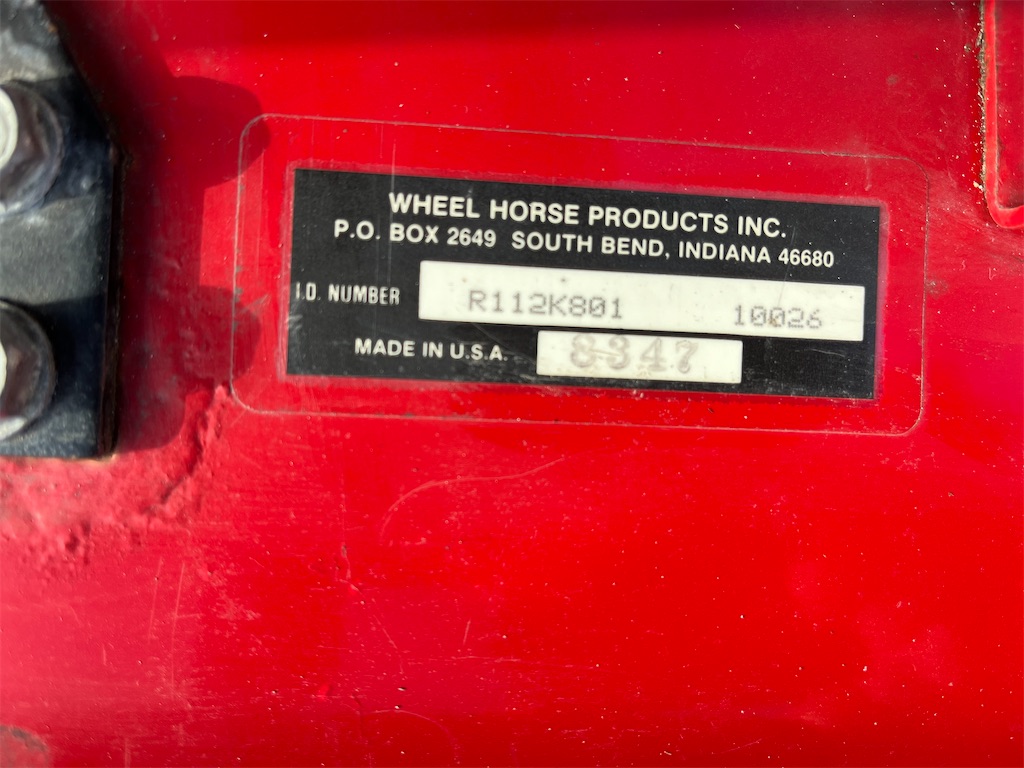 WHEEL HORSE PRODUCTS INC.
P.O. BOX 2649 SOUTH BEND, INDIANA 46680
I.D. NUMBER R112K801 10026
MADE IN U.S.A. 8347